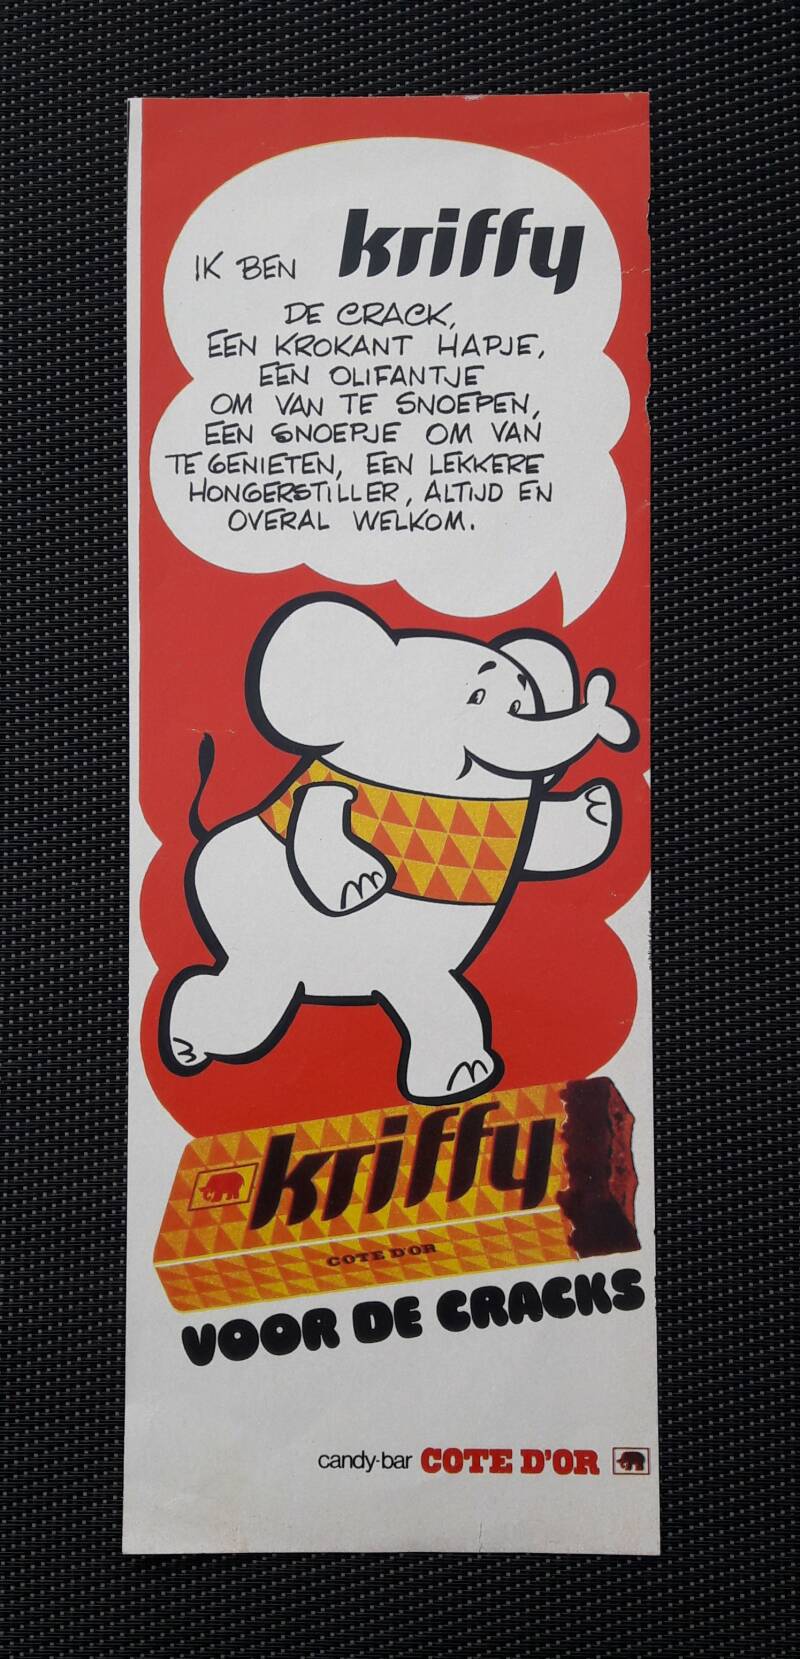 IK BEN kriffy
DE CRACK,
EEN KROKANT HAPJE,
EEN OLIFANTJE
OM VAN TE SNOEPEN,
EEN SNOEPJE OM VAN
TE GENIETEN, EEN LEKKERE
HONGERSTILLER, ALTIJD EN
OVERAL WELKOM.
kriffy
COTE D'OR
VOOR DE CRACKS
candy-bar COTE D'OR